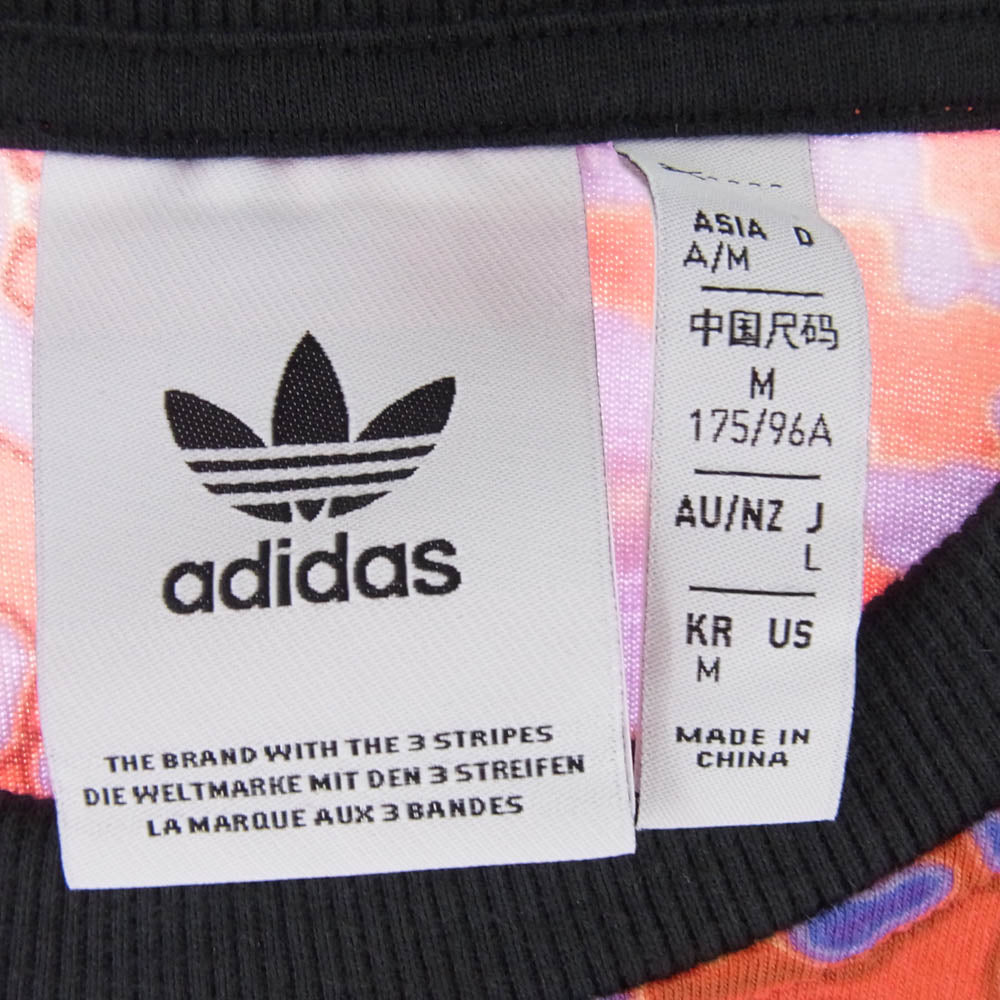 adidas
THE BRAND WITH THE 3 STRIPES
DIE WELTMARKE MIT DEN 3 STREIFEN
LA MARQUE AUX 3 BANDES
ASIA D
A/M
中国尺码
M
175/96A
AU/NZ J
L
KR US
M
MADE IN
CHINA